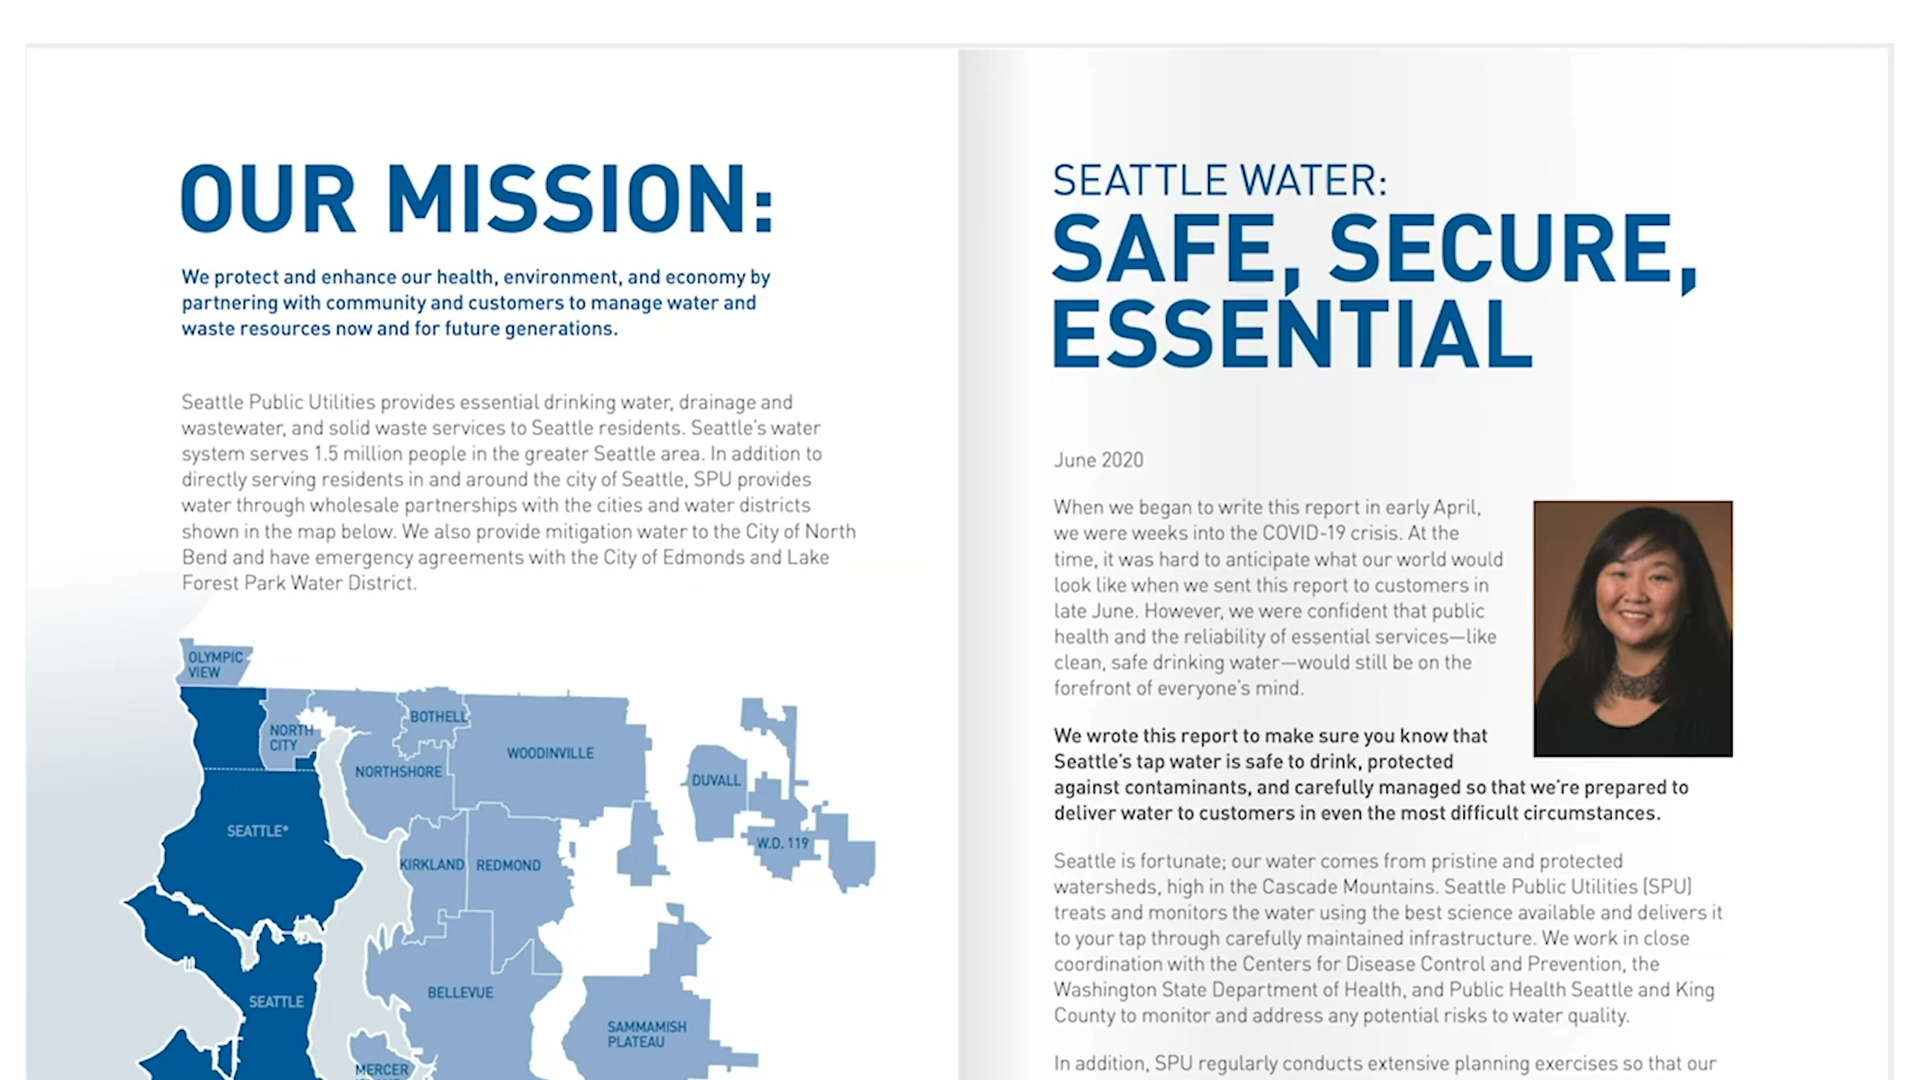 OUR MISSION:
We protect and enhance our health, environment, and economy by
partnering with community and customers to manage water and
waste resources now and for future generations.
Seattle Public Utilities provides essential drinking water, drainage and
wastewater, and solid waste services to Seattle residents. Seattle's water
system serves 1.5 million people in the greater Seattle area. In addition to
directly serving residents in and around the city of Seattle, SPU provides
water through wholesale partnerships with the cities and water districts
shown in the map below. We also provide mitigation water to the City of North
Bend and have emergency agreements with the City of Edmonds and Lake
Forest Park Water District.
OLYMPIC
VIEW
NORTH
CITY
BOTHELL
NORTHSHORE
WOODINVILLE
DUVALL
W.D. 119
SEATTLE*
KIRKLAND
REDMOND
SEATTLE
BELLEVUE
SAMMAMISH
PLATEAU
MERCER
SEATTLE WATER:
SAFE, SECURE,
ESSENTIAL
June 2020
When we began to write this report in early April,
we were weeks into the COVID-19 crisis. At the
time, it was hard to anticipate what our world would
look like when we sent this report to customers in
late June. However, we were confident that public
health and the reliability of essential services—like
clean, safe drinking water—would still be on the
forefront of everyone's mind.
We wrote this report to make sure you know that
Seattle's tap water is safe to drink, protected
against contaminants, and carefully managed so that we're prepared to
deliver water to customers in even the most difficult circumstances.
Seattle is fortunate; our water comes from pristine and protected
watersheds, high in the Cascade Mountains. Seattle Public Utilities (SPU)
treats and monitors the water using the best science available and delivers it
to your tap through carefully maintained infrastructure. We work in close
coordination with the Centers for Disease Control and Prevention, the
Washington State Department of Health, and Public Health Seattle and King
County to monitor and address any potential risks to water quality.
In addition, SPU regularly conducts extensive planning exercises so that our